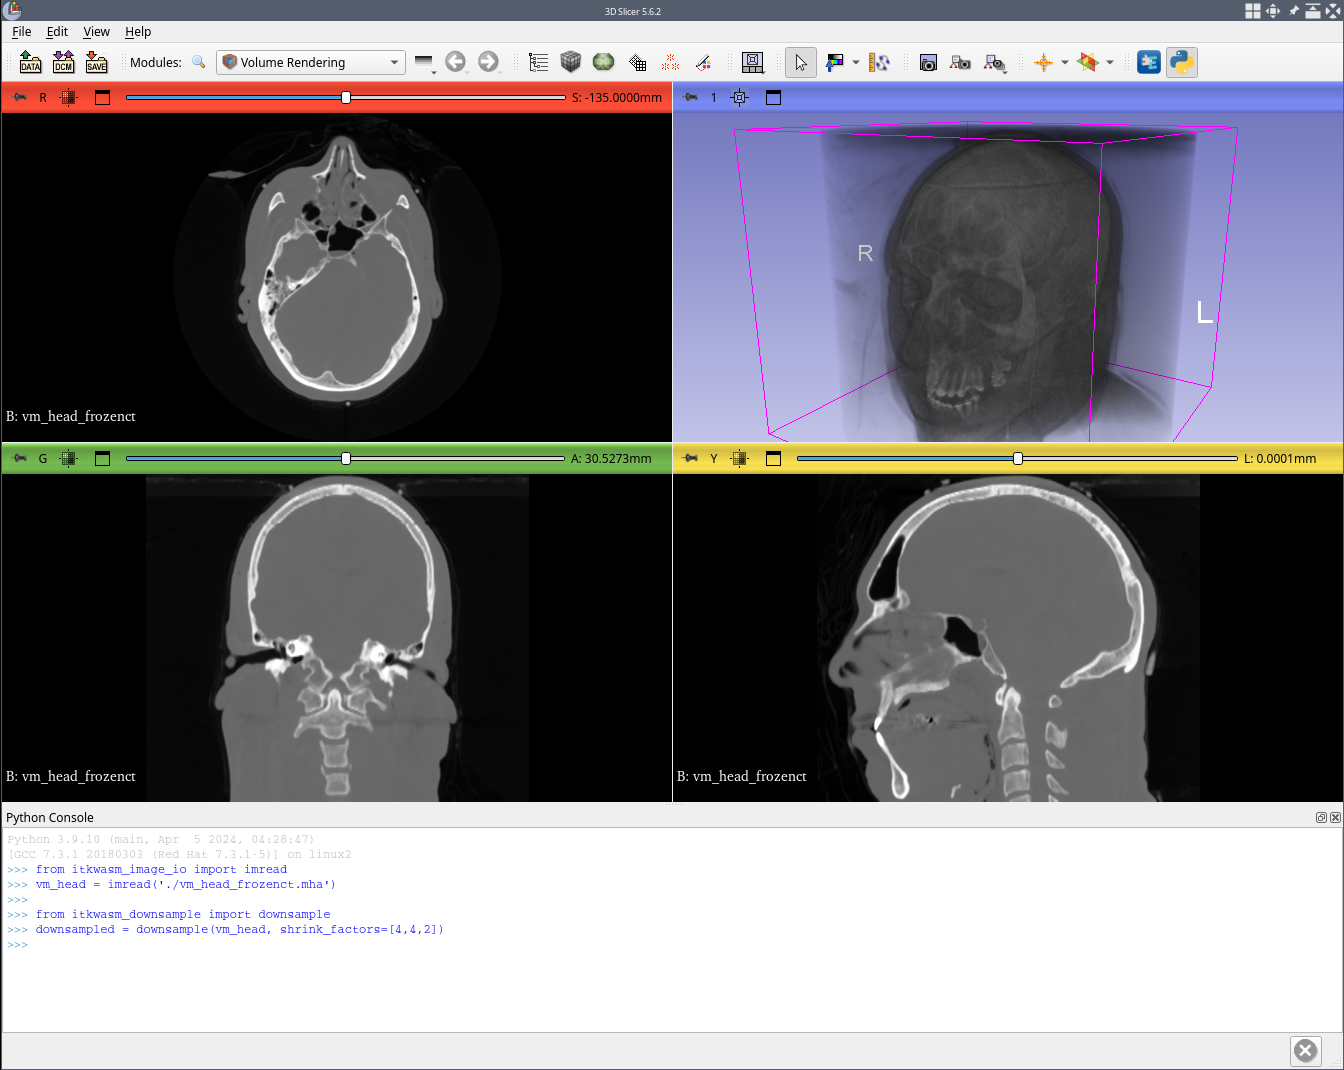 3D Slicer 5.6.2
File Edit View Help
DATA DCM SAVE Modules: Volume Rendering
R S: -135.0000mm
1
R
L
B: vm_head_frozenct
G A: 30.5273mm
Y L: 0.0001mm
B: vm_head_frozenct
B: vm_head_frozenct
Python Console
Python 3.9.10 (main, Apr  5 2024, 04:28:47)
[GCC 7.3.1 20180303 (Red Hat 7.3.1-5)] on linux2
>>> from itkwasm_image_io import imread
>>> vm_head = imread('./vm_head_frozenct.mha')
>>>
>>> from itkwasm_downsample import downsample
>>> downsampled = downsample(vm_head, shrink_factors=[4,4,2])
>>>